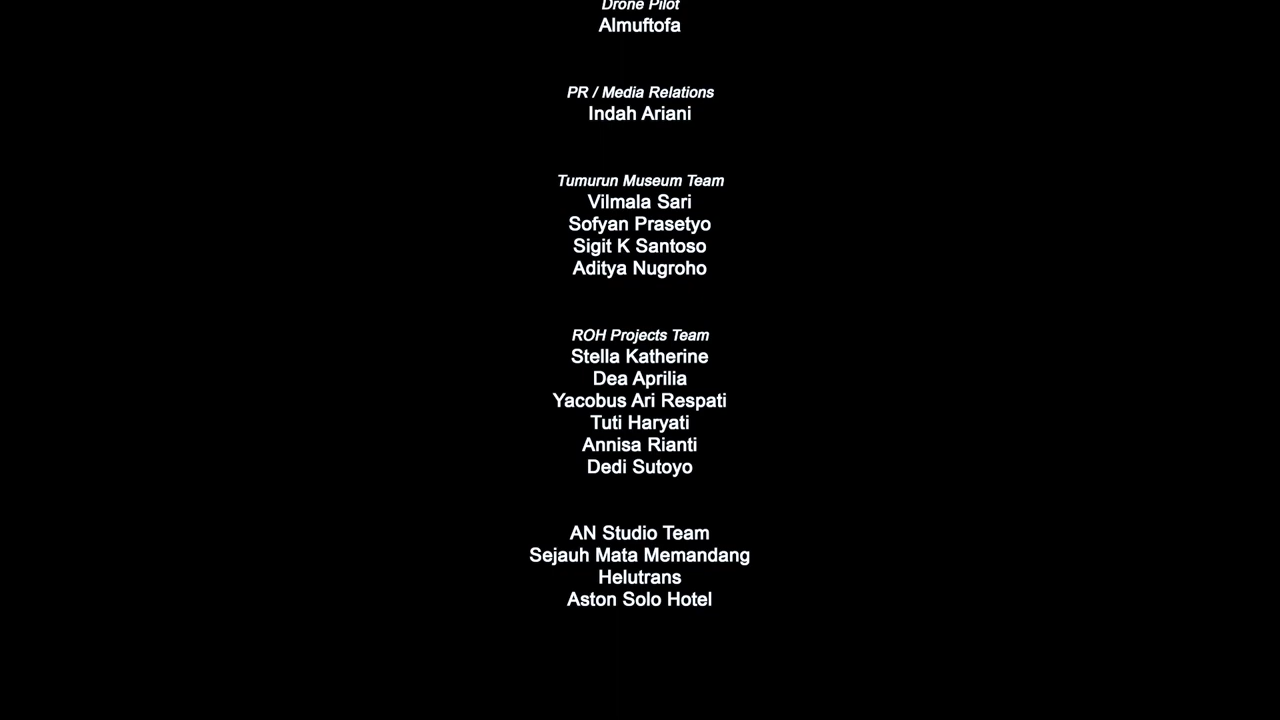 Drone Pilot
Almuftofa
PR / Media Relations
Indah Ariani
Tumurun Museum Team
Vilmala Sari
Sofyan Prasetyo
Sigit K Santoso
Aditya Nugroho
ROH Projects Team
Stella Katherine
Dea Aprilia
Yacobus Ari Respati
Tuti Haryati
Annisa Rianti
Dedi Sutoyo
AN Studio Team
Sejauh Mata Memandang
Helutrans
Aston Solo Hotel